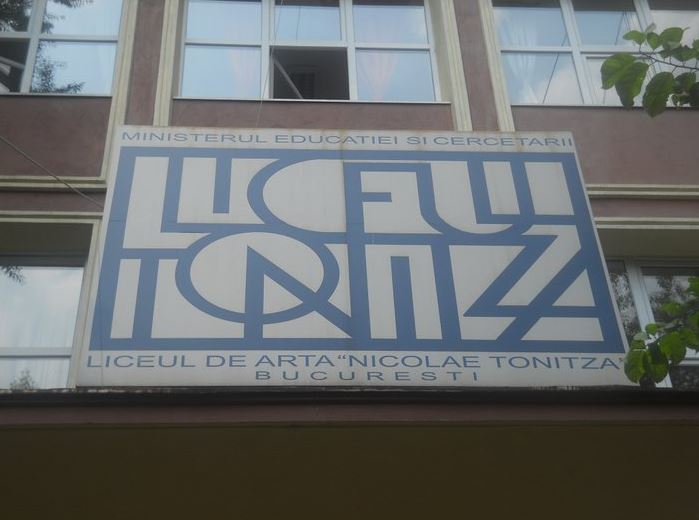 MINISTERUL EDUCATIEI SI CERCETARII
LICEUL
TONITZA
LICEUL DE ARTA "NICOLAE TONITZA"
BUCURESTI